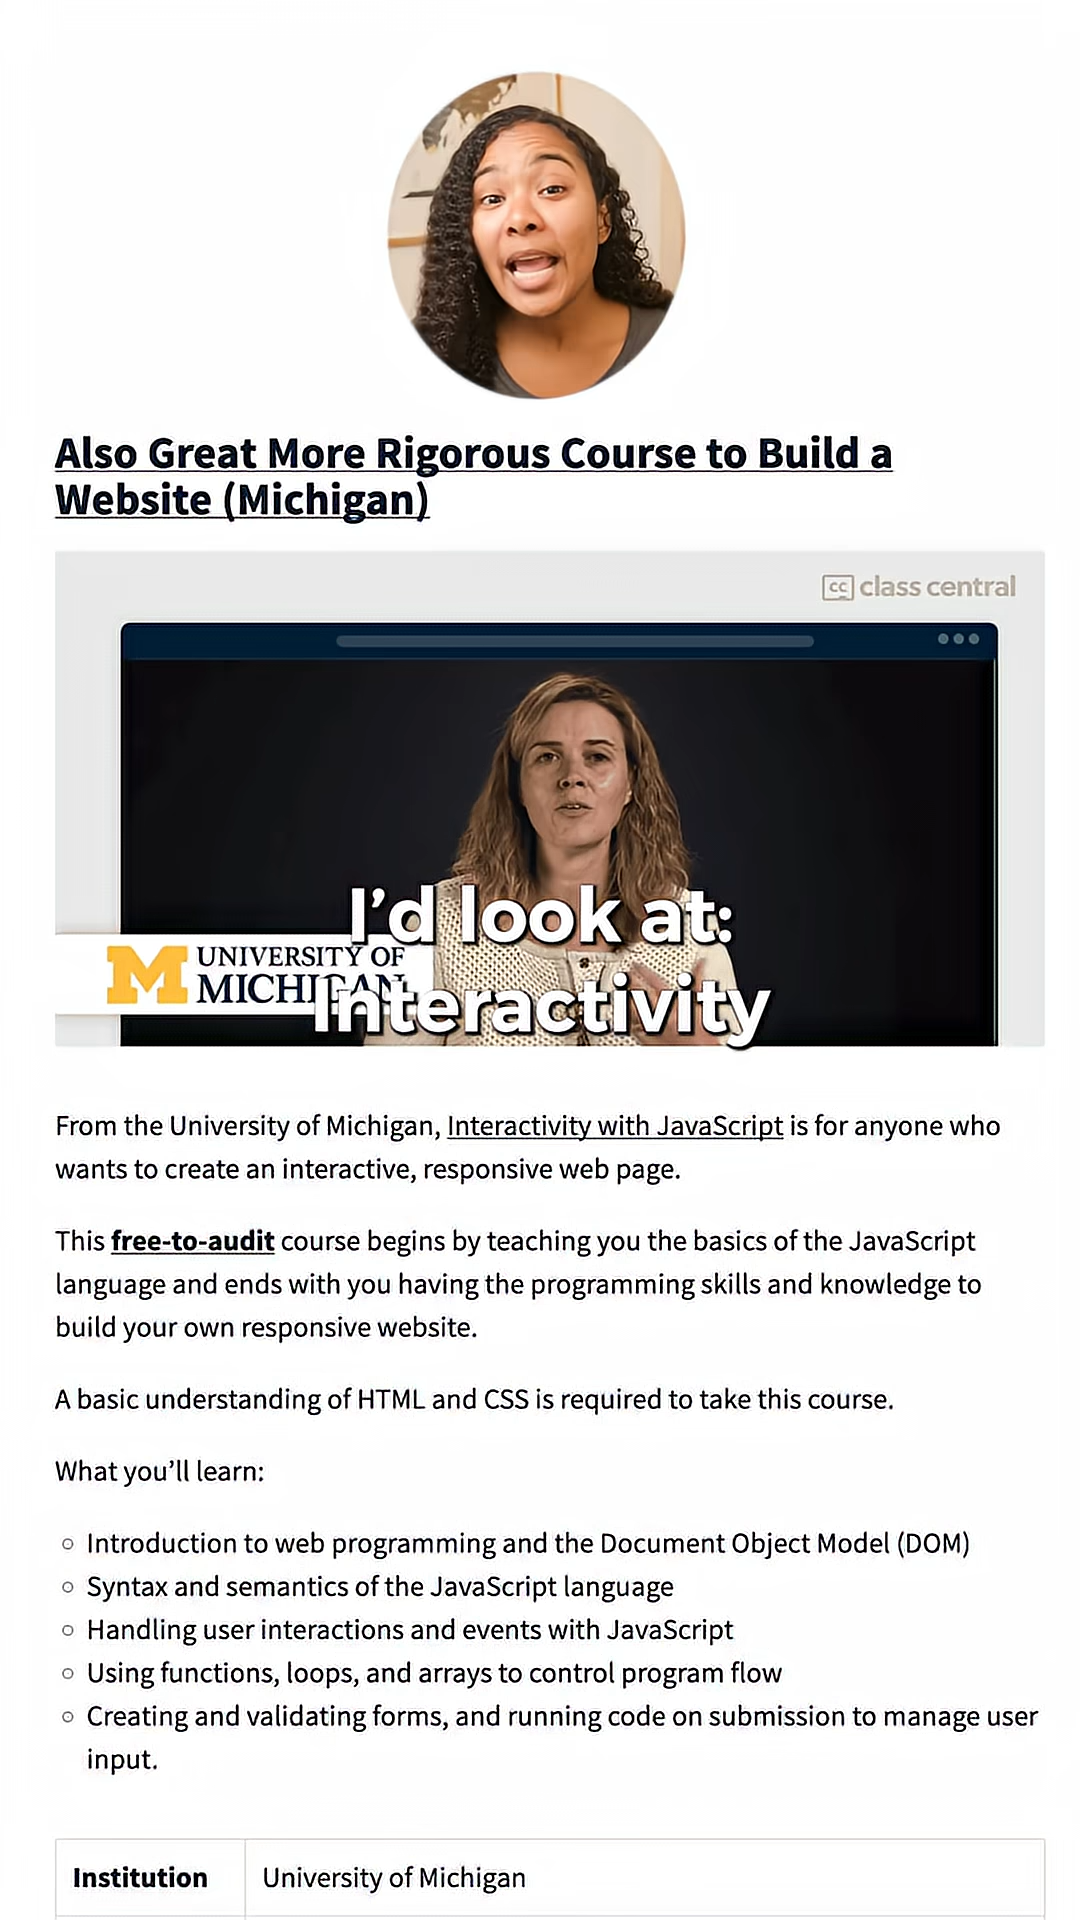 Also Great More Rigorous Course to Build a
Website (Michigan)
cc class central
I'd look at:
UNIVERSITY OF
MICHIGAN
Interactivity
From the University of Michigan, Interactivity with JavaScript is for anyone who
wants to create an interactive, responsive web page.
This free-to-audit course begins by teaching you the basics of the JavaScript
language and ends with you having the programming skills and knowledge to
build your own responsive website.
A basic understanding of HTML and CSS is required to take this course.
What you’ll learn:
Introduction to web programming and the Document Object Model (DOM)
Syntax and semantics of the JavaScript language
Handling user interactions and events with JavaScript
Using functions, loops, and arrays to control program flow
Creating and validating forms, and running code on submission to manage user
input.
Institution University of Michigan